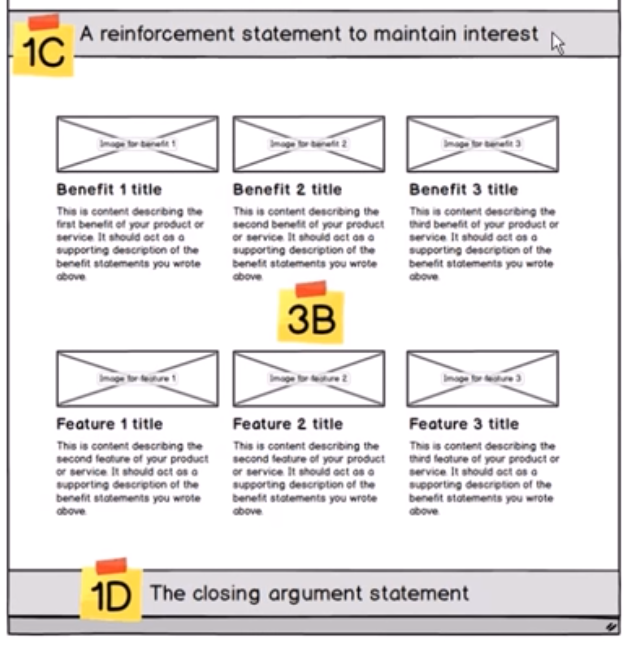 1C
A reinforcement statement to maintain interest
Image for benefit 1
Image for benefit 2
Image for benefit 3
Benefit 1 title
Benefit 2 title
Benefit 3 title
This is content describing the
first benefit of your product or
service. It should act as a
supporting description of the
benefit statements you wrote
above.
This is content describing the
second benefit of your product
or service. It should act as a
supporting description of the
benefit statements you wrote
above.
This is content describing the
third benefit of your product or
service. It should act as a
supporting description of the
benefit statements you wrote
above.
3B
Image for feature 1
Image for feature 2
Image for feature 3
Feature 1 title
Feature 2 title
Feature 3 title
This is content describing the
second feature of your product
or service. It should act as a
supporting description of the
benefit statements you wrote
above.
This is content describing the
second feature of your product
or service. It should act as a
supporting description of the
benefit statements you wrote
above.
This is content describing the
third feature of your product or
service. It should act as a
supporting description of the
benefit statements you wrote
above.
1D
The closing argument statement